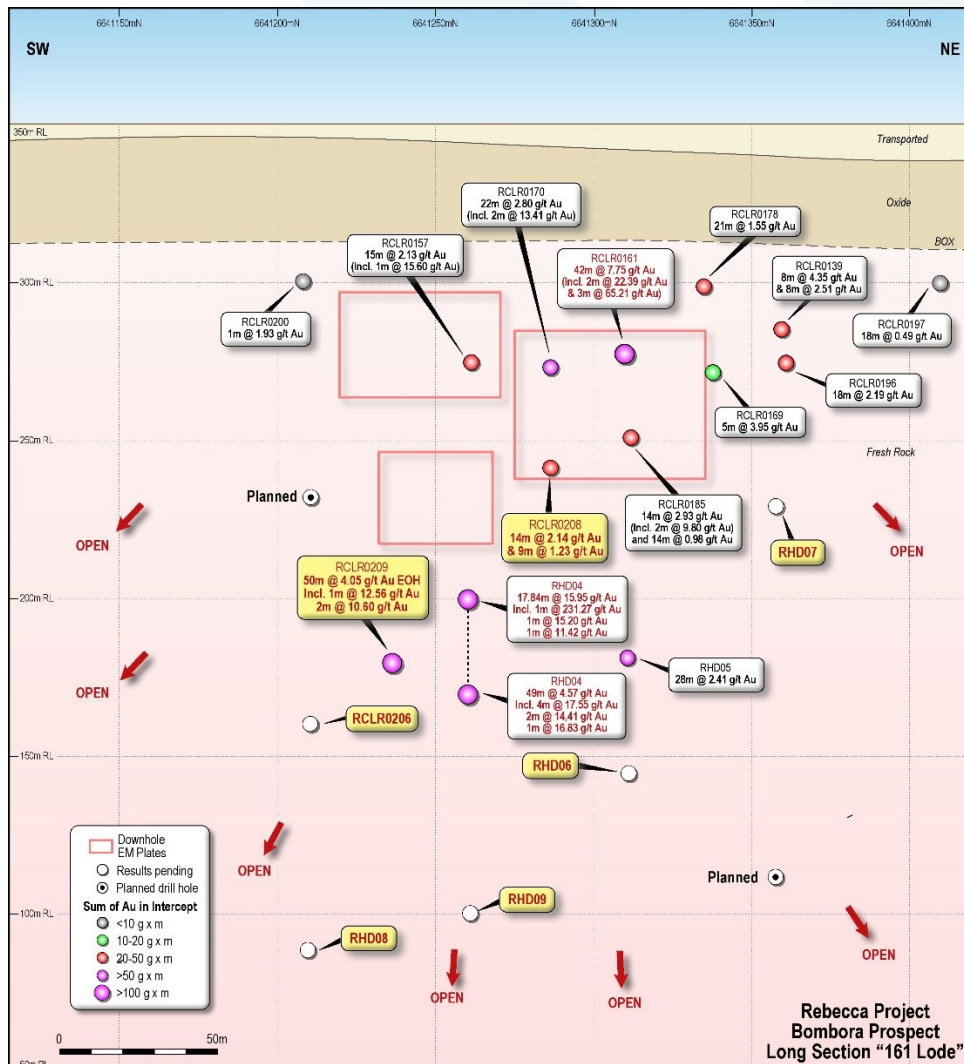 6641150mN
6641200mN
6641250mN
6641300mN
6641350mN
6641400mN
SW
NE
350m RL
Transported
Oxide
BOX
RCLR0170
22m @ 2.80 g/t Au
(Incl. 2m @ 13.41 g/t Au)
RCLR0178
21m @ 1.55 g/t Au
RCLR0157
15m @ 2.13 g/t Au
(Incl. 1m @ 15.60 g/t Au)
RCLR0161
42m @ 7.75 g/t Au
(Incl. 2m @ 22.39 g/t Au
& 3m @ 65.21 g/t Au)
RCLR0139
8m @ 4.35 g/t Au
& 8m @ 2.51 g/t Au
300m RL
RCLR0200
1m @ 1.93 g/t Au
RCLR0197
18m @ 0.49 g/t Au
RCLR0196
18m @ 2.19 g/t Au
RCLR0169
5m @ 3.95 g/t Au
250m RL
Fresh Rock
Planned
OPEN
RCLR0208
14m @ 2.14 g/t Au
& 9m @ 1.23 g/t Au
RCLR0185
14m @ 2.93 g/t Au
(Incl. 2m @ 9.80 g/t Au)
and 14m @ 0.98 g/t Au
RHD07
OPEN
RCLR0209
50m @ 4.05 g/t Au EOH
Incl. 1m @ 12.56 g/t Au
2m @ 10.60 g/t Au
200m RL
RHD04
17.84m @ 15.95 g/t Au
Incl. 1m @ 231.27 g/t Au
1m @ 15.20 g/t Au
1m @ 11.42 g/t Au
OPEN
RHD04
49m @ 4.57 g/t Au
Incl. 4m @ 17.55 g/t Au
2m @ 14.41 g/t Au
1m @ 16.83 g/t Au
RHD05
28m @ 2.41 g/t Au
RCLR0206
150m RL
RHD06
Downhole
EM Plates
Results pending
Planned drill hole
Sum of Au in Intercept
<10 g x m
10-20 g x m
20-50 g x m
>50 g x m
>100 g x m
OPEN
Planned
100m RL
RHD09
RHD08
OPEN
OPEN
OPEN
0
50m
50m RL
Rebecca Project
Bombora Prospect
Long Section “161 Lode”